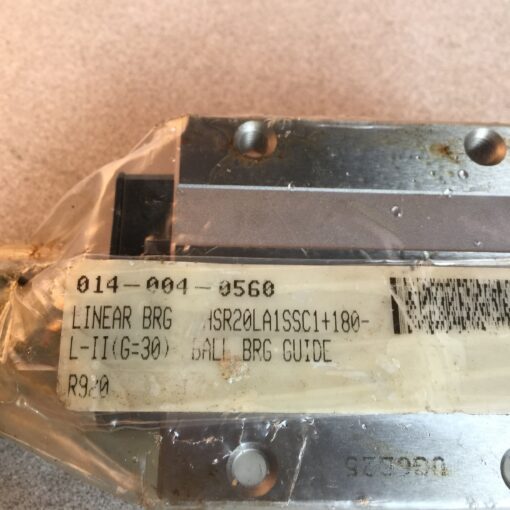 014-004-0560
LINEAR BRG HSR20LA1SSC1+180-
L-II(G=30) BALL BRG GUIDE
R920